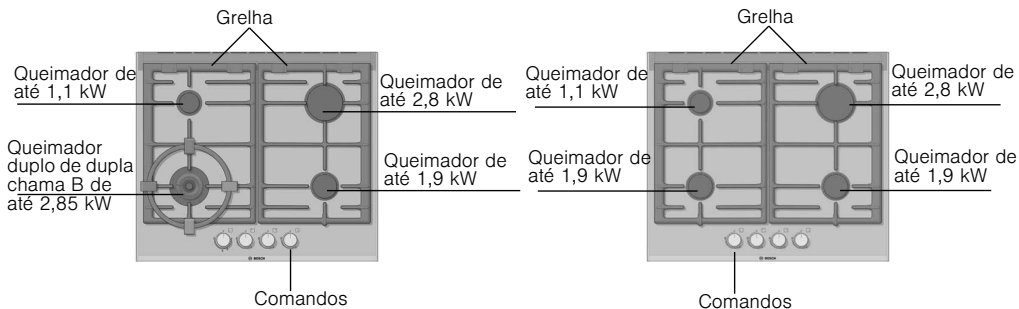 Grelha
Queimador de
até 1,1 kW
Queimador de
até 2,8 kW
Queimador
duplo de dupla
chama B de
até 2,85 kW
Queimador de
até 1,9 kW
BOSCH
Comandos
Grelha
Queimador de
até 1,1 kW
Queimador de
até 2,8 kW
Queimador de
até 1,9 kW
Queimador de
até 1,9 kW
BOSCH
Comandos